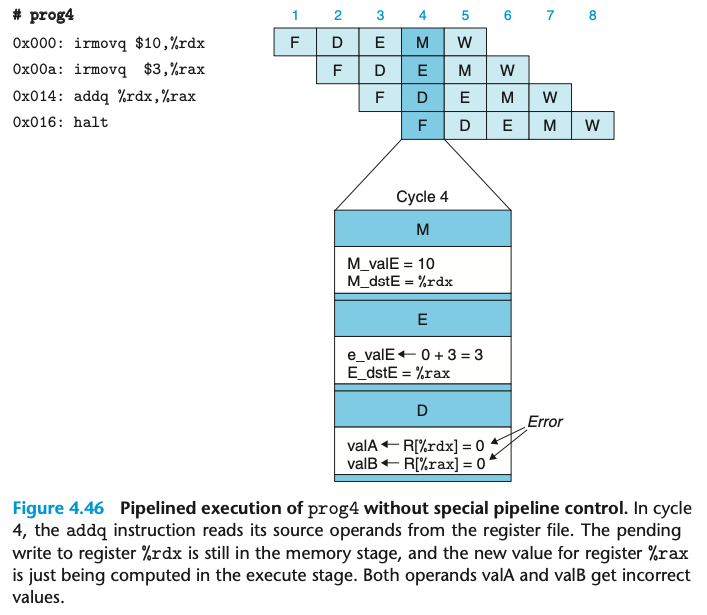 # prog4
1 2 3 4 5 6 7 8
0x000: irmovq $10,%rdx F D E M W
0x00a: irmovq $3,%rax F D E M W
0x014: addq %rdx,%rax F D E M W
0x016: halt F D E M W
Cycle 4
M
M_valE = 10
M_dstE = %rdx
E
e_valE ← 0 + 3 = 3
E_dstE = %rax
D
Error
valA ← R[%rdx] = 0
valB ← R[%rax] = 0
Figure 4.46 Pipelined execution of prog4 without special pipeline control. In cycle
4, the addq instruction reads its source operands from the register file. The pending
write to register %rdx is still in the memory stage, and the new value for register %rax
is just being computed in the execute stage. Both operands valA and valB get incorrect
values.